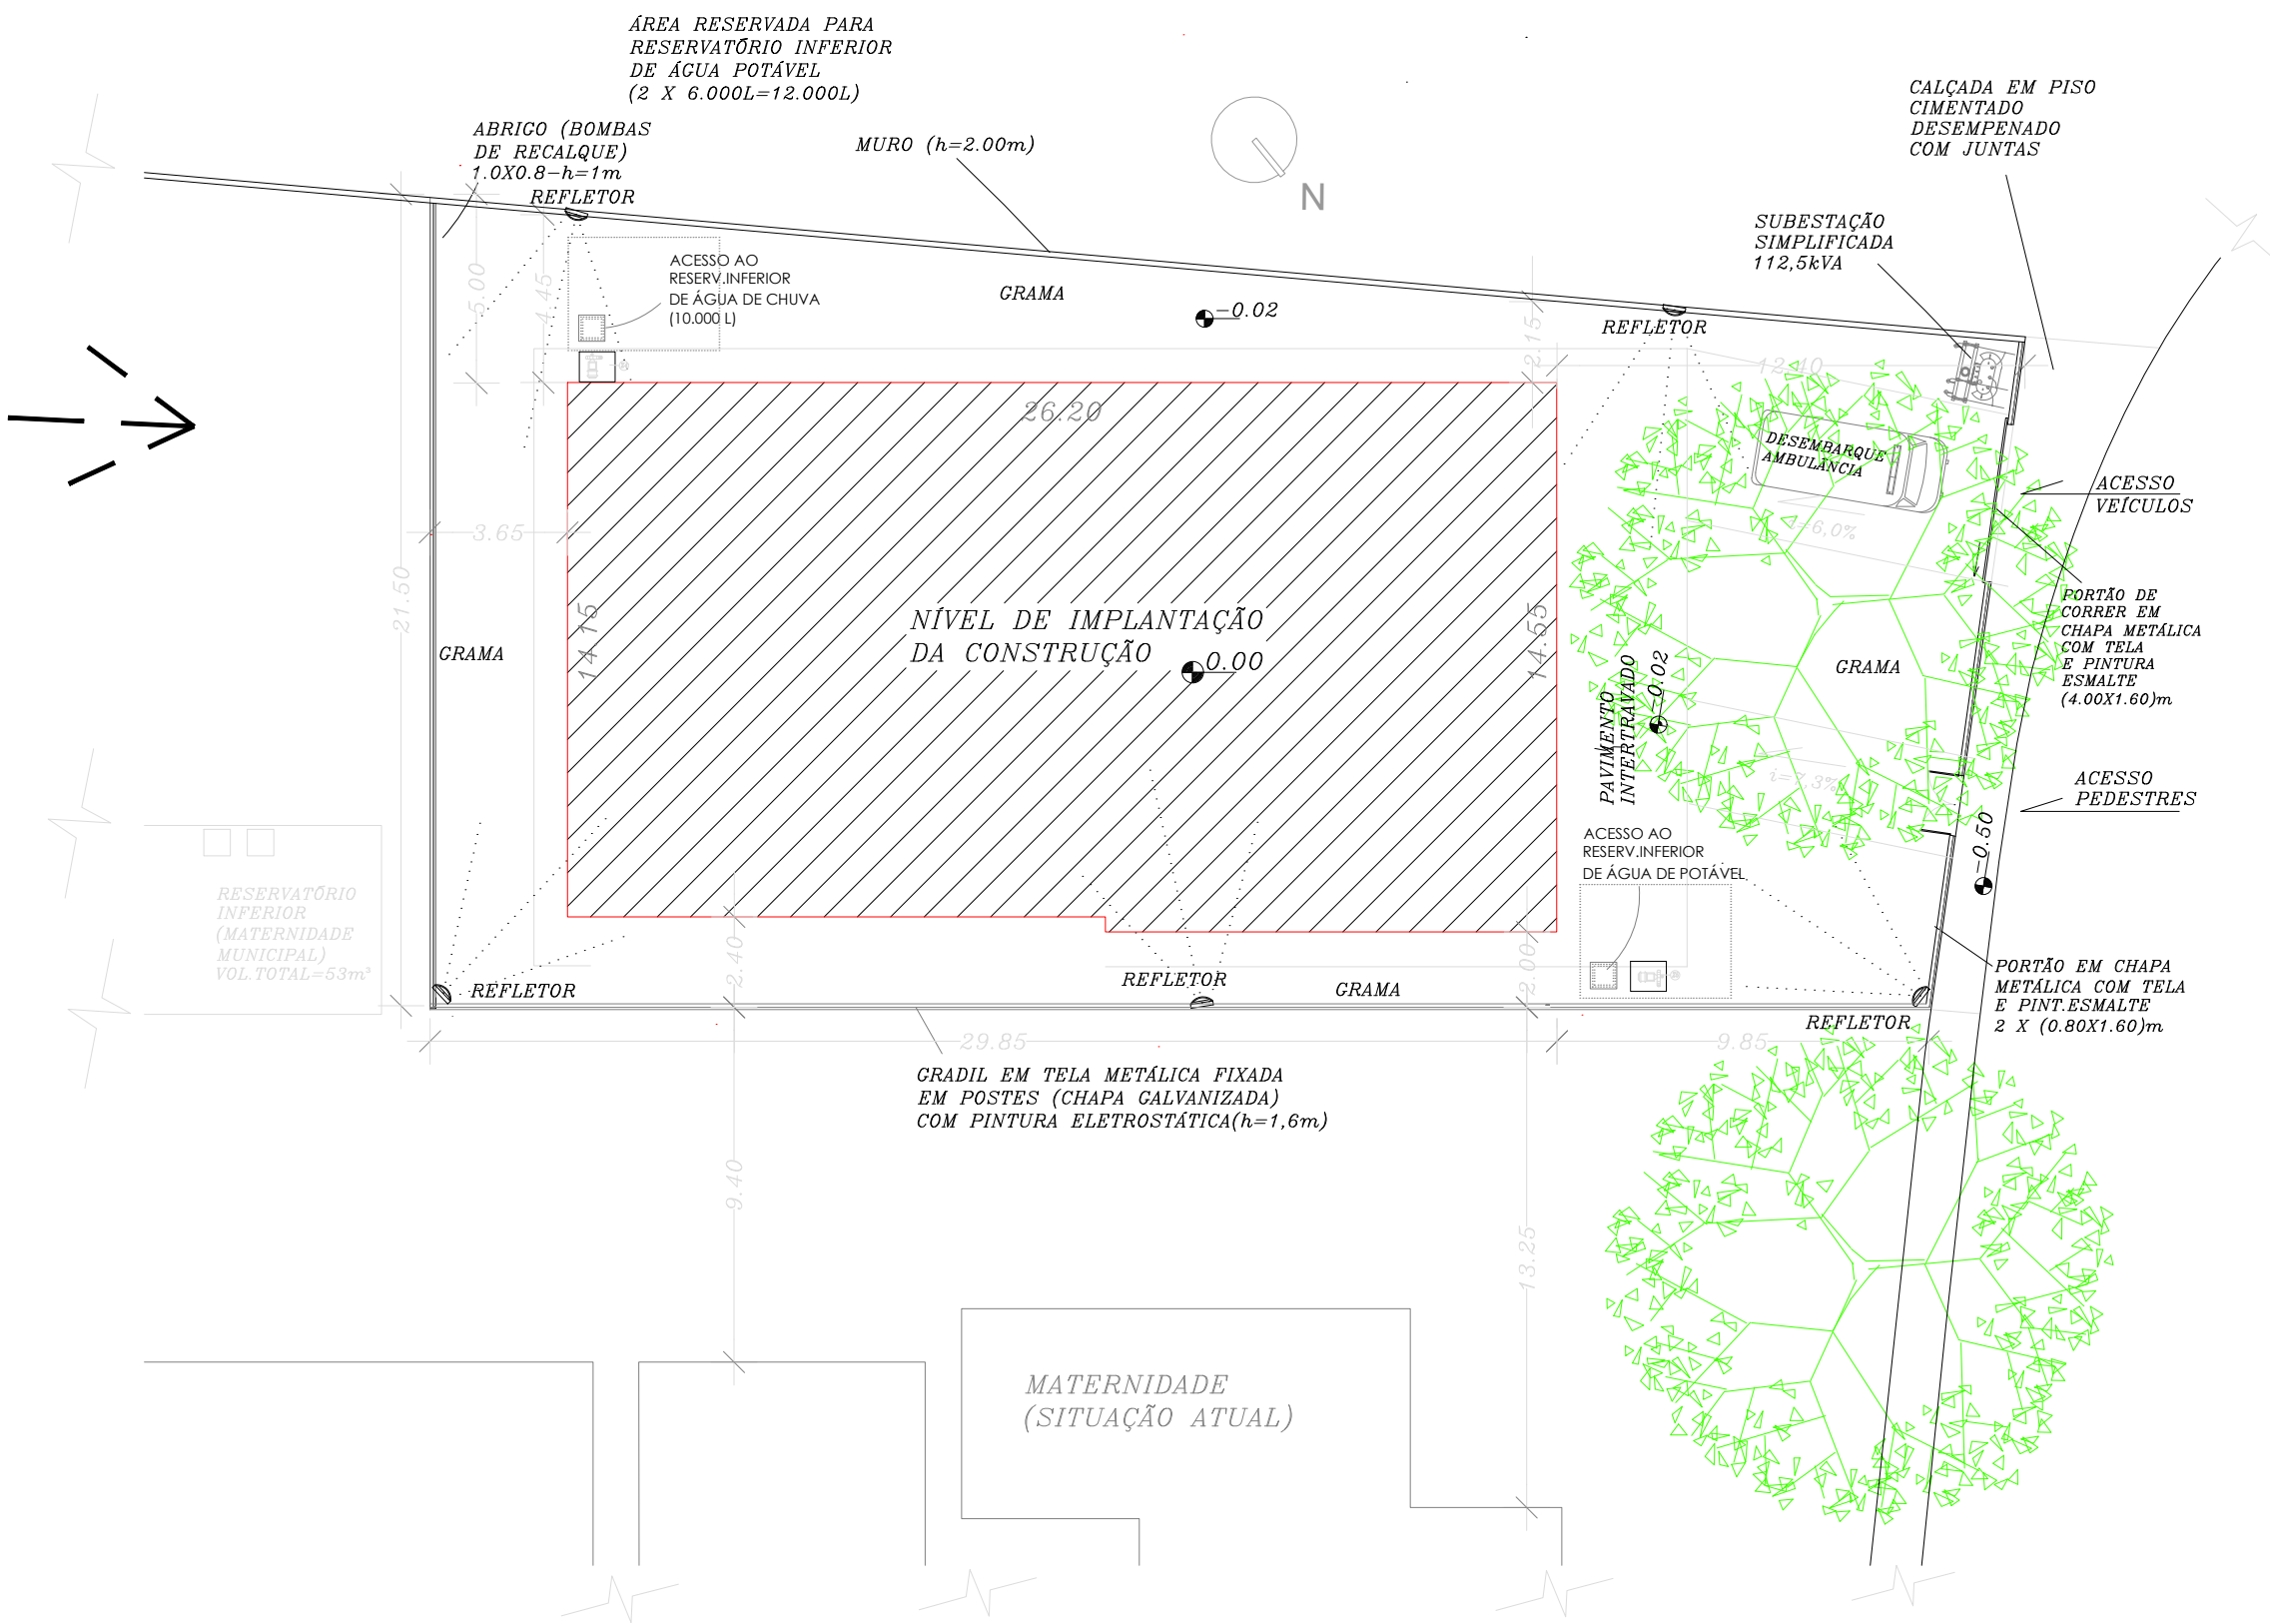 ÁREA RESERVADA PARA
RESERVATÓRIO INFERIOR
DE ÁGUA POTÁVEL
(2 X 6.000L=12.000L)
ABRIGO (BOMBAS
DE RECALQUE)
1.0X0.8-h=1m
REFLETOR
MURO (h=2.00m)
N
CALÇADA EM PISO
CIMENTADO
DESEMPENADO
COM JUNTAS
SUBESTAÇÃO
SIMPLIFICADA
112,5kVA
ACESSO AO
RESERV.INFERIOR
DE ÁGUA DE CHUVA
(10.000 L)
5.00
4.45
GRAMA
-0.02
REFLETOR
2.15
12.40
26.20
DESEMBARQUE
AMBULÂNCIA
i=6,0%
ACESSO
VEÍCULOS
3.65
21.50
14.15
GRAMA
NÍVEL DE IMPLANTAÇÃO
DA CONSTRUÇÃO
0.00
14.55
PAVIMENTO
INTERTRAVADO
-0.02
GRAMA
PORTÃO DE
CORRER EM
CHAPA METÁLICA
COM TELA
E PINTURA
ESMALTE
(4.00X1.60)m
i=7,3%
ACESSO
PEDESTRES
-0.50
ACESSO AO
RESERV.INFERIOR
DE ÁGUA DE POTÁVEL
RESERVATÓRIO
INFERIOR
(MATERNIDADE
MUNICIPAL)
VOL.TOTAL=53m³
REFLETOR
2.40
REFLETOR
GRAMA
2.00
REFLETOR
PORTÃO EM CHAPA
METÁLICA COM TELA
E PINT.ESMALTE
2 X (0.80X1.60)m
29.85
9.85
GRADIL EM TELA METÁLICA FIXADA
EM POSTES (CHAPA GALVANIZADA)
COM PINTURA ELETROSTÁTICA(h=1,6m)
9.40
13.25
MATERNIDADE
(SITUAÇÃO ATUAL)